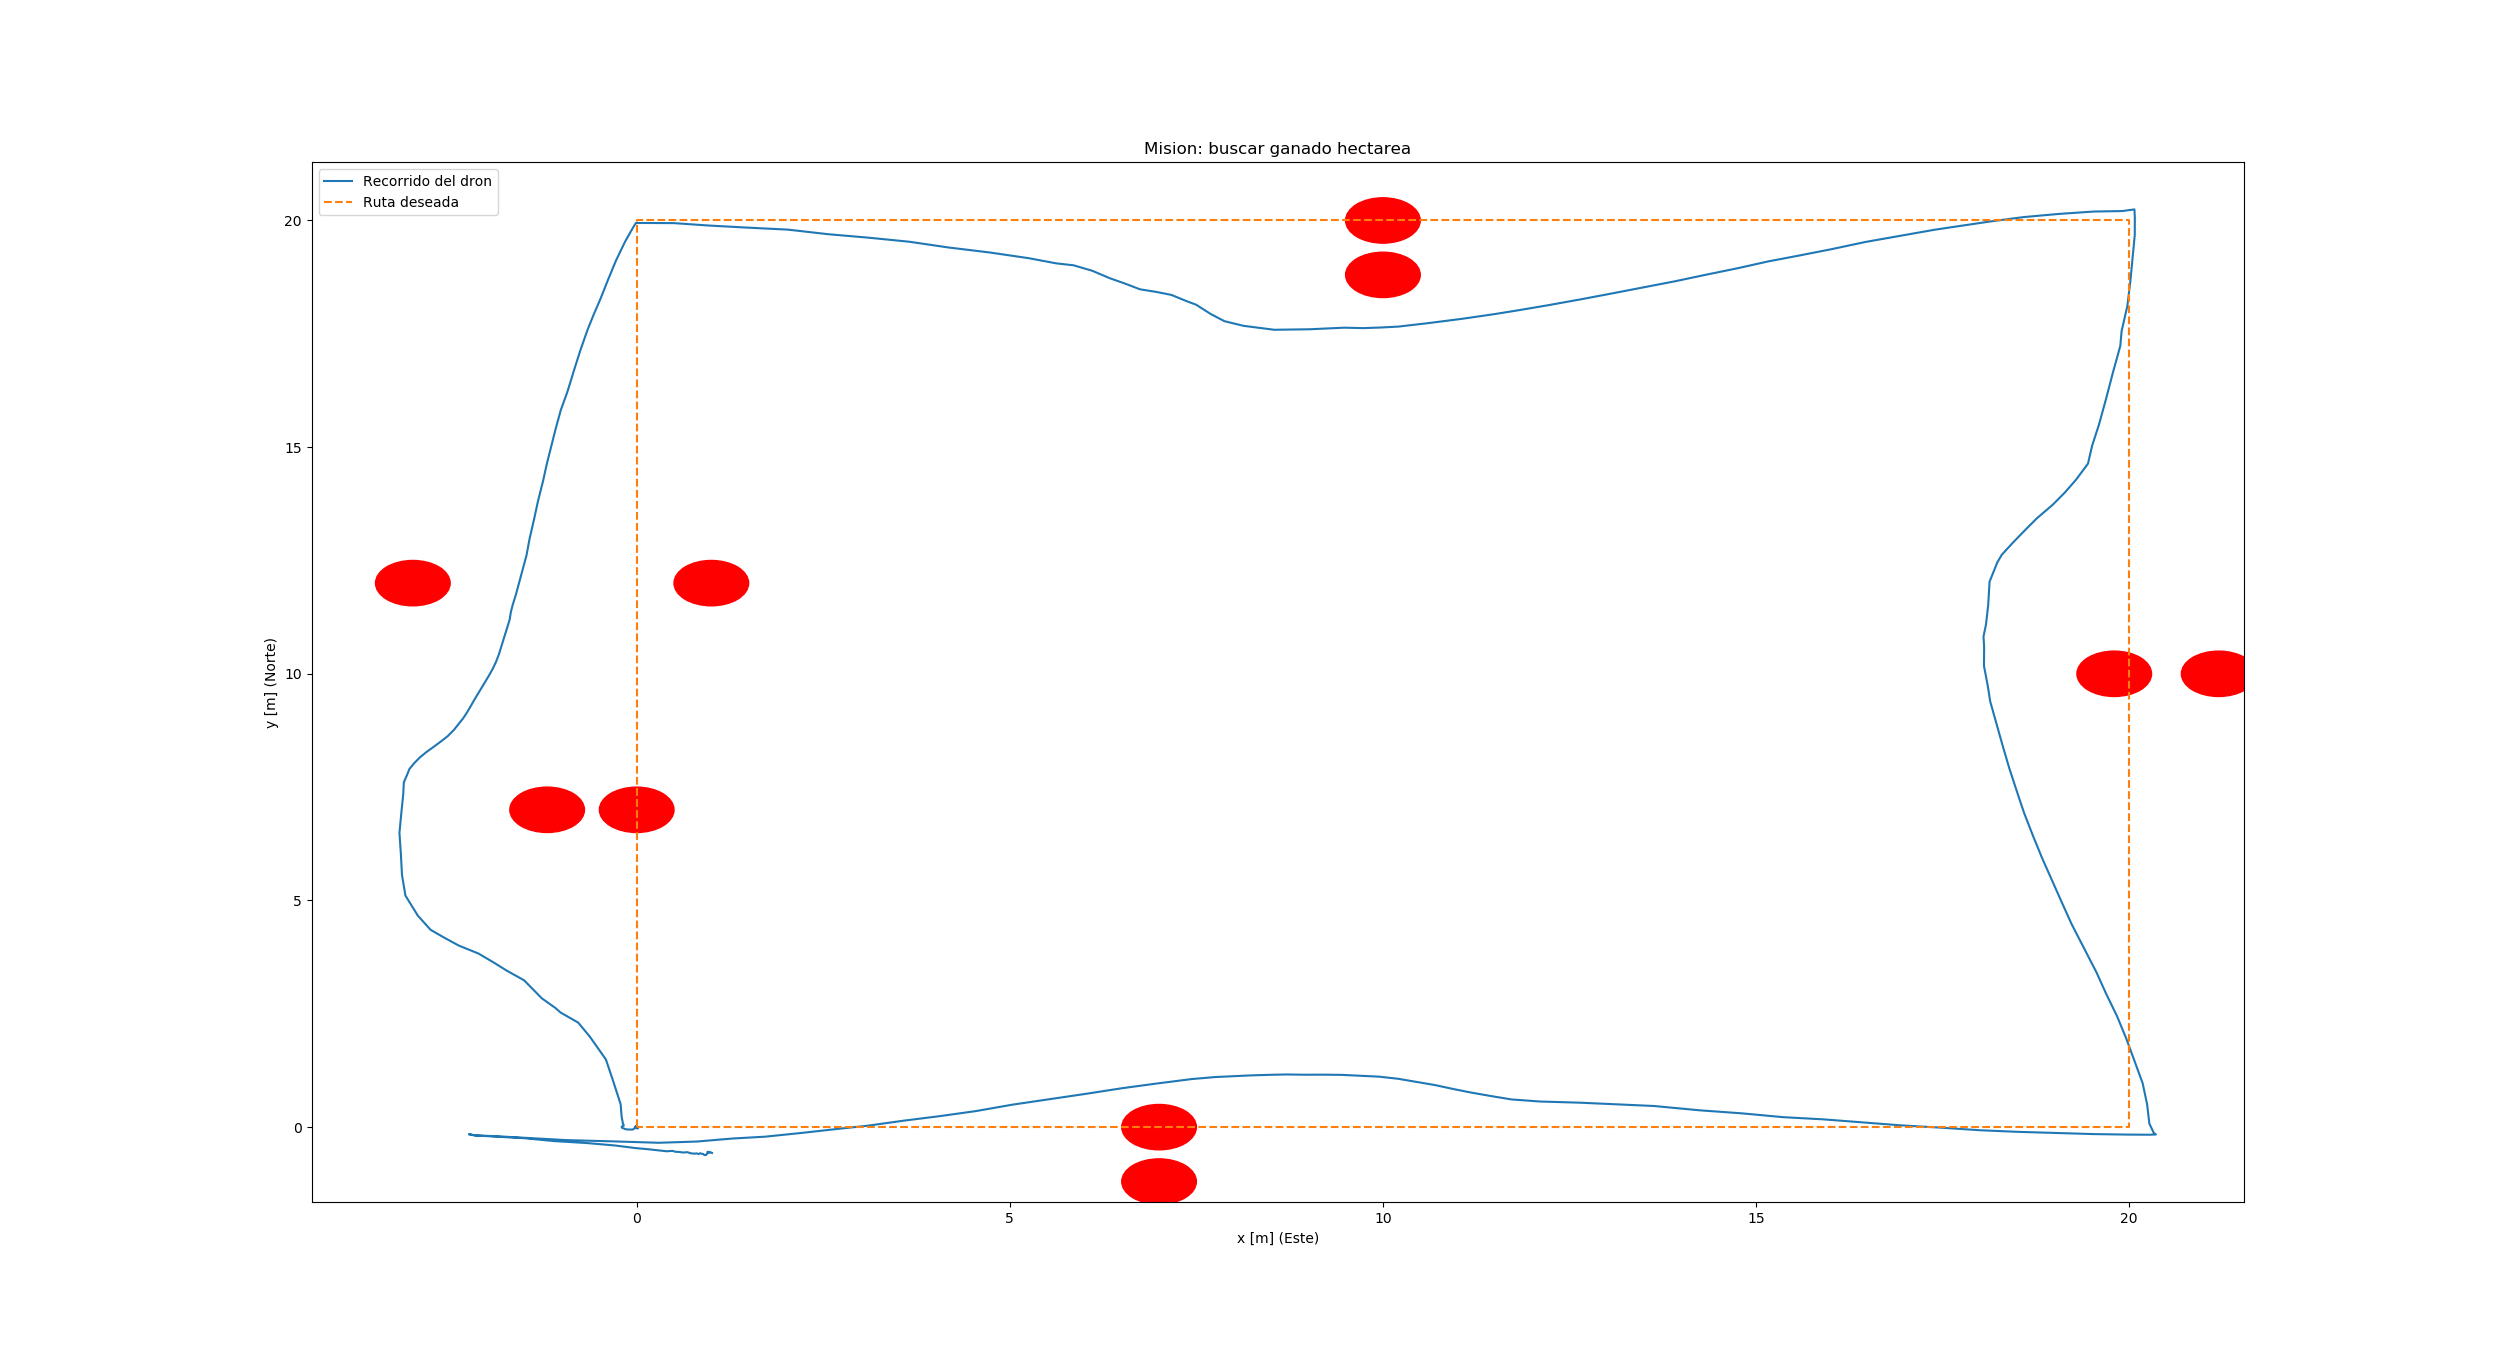 Mision: buscar ganado hectarea
Recorrido del dron
Ruta deseada
20
15
10
5
0
y [m] (Norte)
0
5
10
15
20
x [m] (Este)